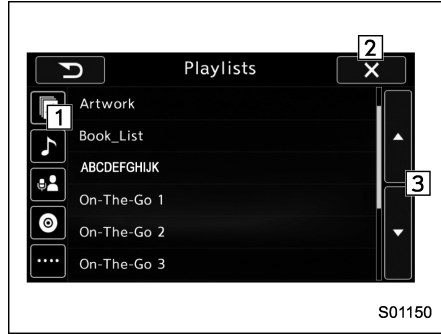 2
Playlists
1
Artwork
Book_List
ABCDEFGHIJK
3
On-The-Go 1
On-The-Go 2
On-The-Go 3
S01150